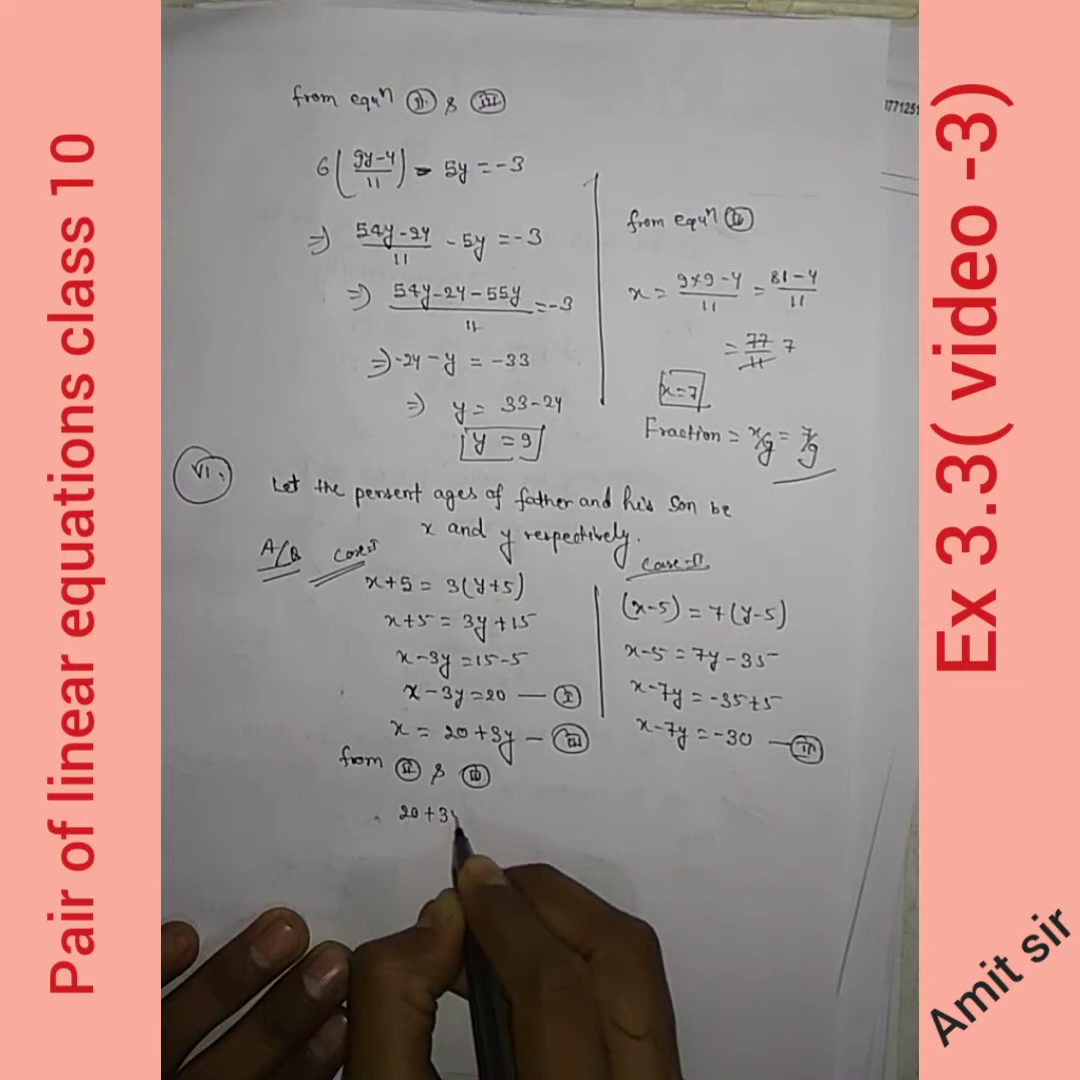 Pair of linear equations class 10
from equⁿ (II) & (III)
6((9y-4)/11) - 5y = -3
⇒ (54y-24)/11 - 5y = -3
⇒ (54y-24-55y)/11 = -3
⇒ -24-y = -33
⇒ y = 33-24
y = 9
from equⁿ (III)
x = (9×9-4)/11 = (81-4)/11
= 77/11 7
x=7
Fraction = x/y = 7/9
VI.
Let the persent ages of father and his Son be
x and y respectively.
A/Q Case-I
x+5 = 3(y+5)
x+5 = 3y+15
x-3y = 15-5
x-3y = 20 — (I)
x = 20+3y — (III)
from (II) & (III)
20+3y
Case-II
(x-5) = 7(y-5)
x-5 = 7y-35
x-7y = -35+5
x-7y = -30 — (II)
771251
Ex 3.3( video -3)
Amit sir